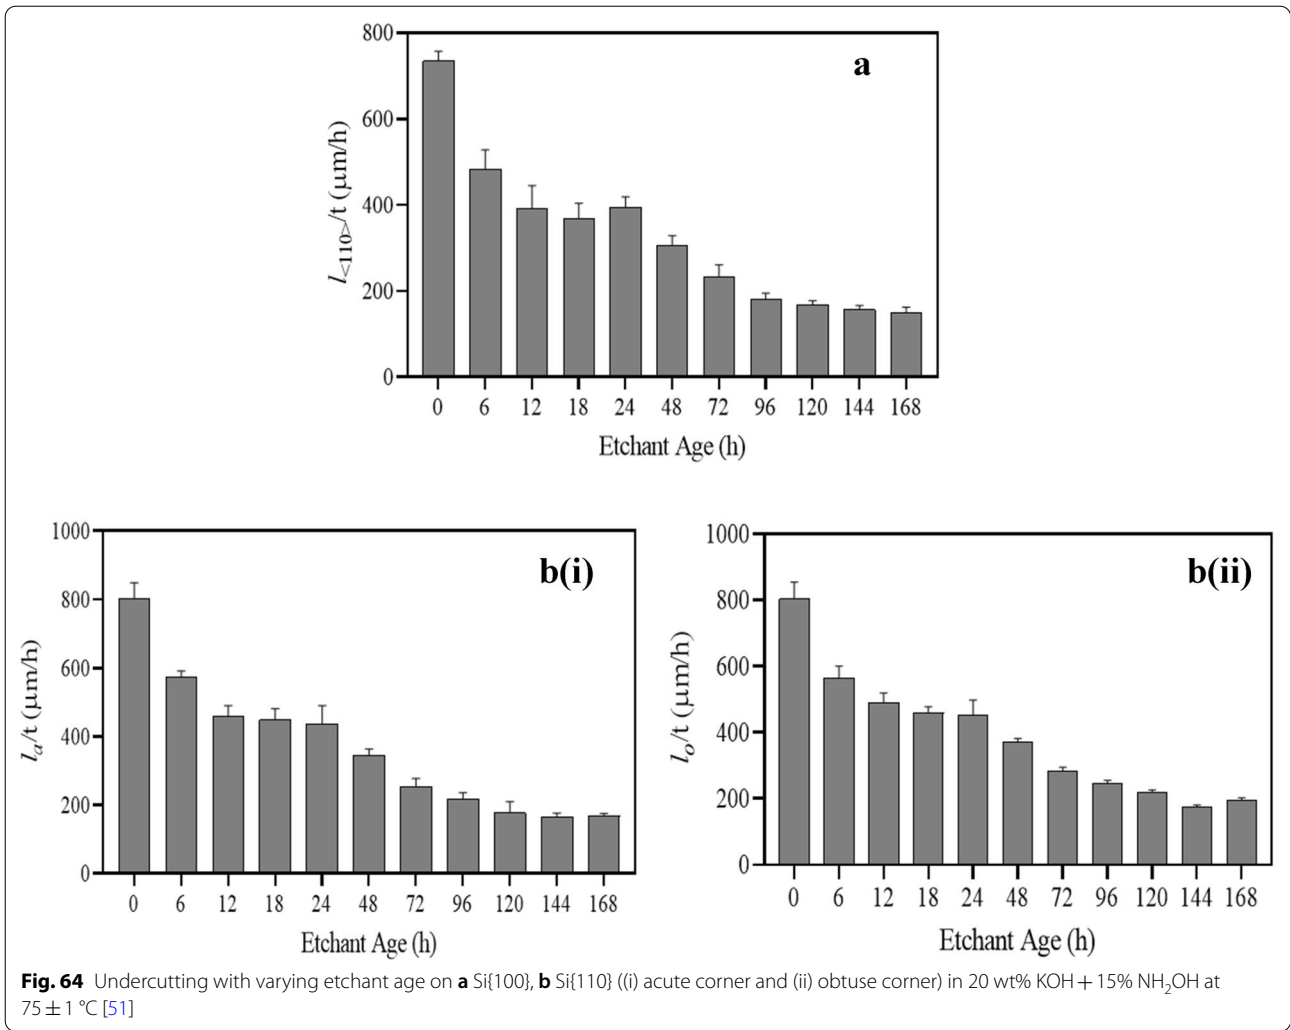 a
800
600
400
200
0
l<110>/t (μm/h)
0 6 12 18 24 48 72 96 120 144 168
Etchant Age (h)
b(i)
1000
800
600
400
200
0
la/t (μm/h)
0 6 12 18 24 48 72 96 120 144 168
Etchant Age (h)
b(ii)
1000
800
600
400
200
0
lo/t (μm/h)
0 6 12 18 24 48 72 96 120 144 168
Etchant Age (h)
Fig. 64 Undercutting with varying etchant age on a Si{100}, b Si{110} ((i) acute corner and (ii) obtuse corner) in 20 wt% KOH + 15% NH2OH at
75 ± 1 °C [51]